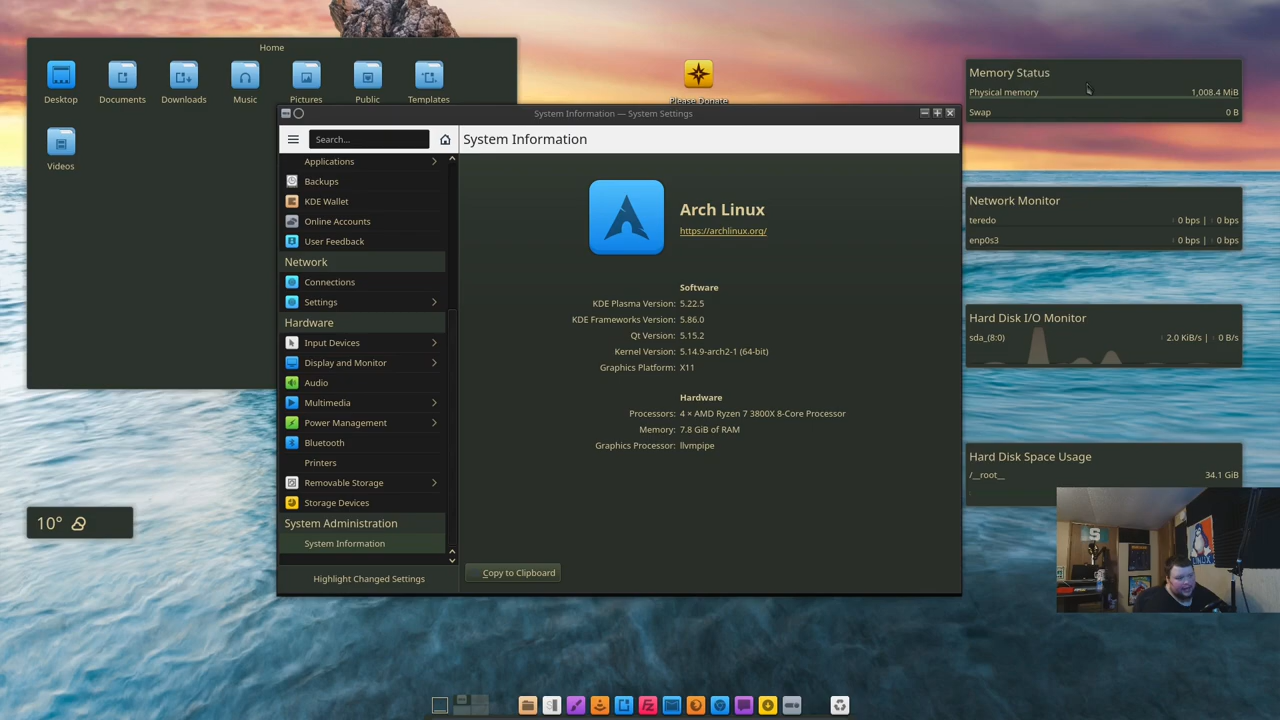 Home
Desktop
Documents
Downloads
Music
Pictures
Public
Templates
Videos
Please Donate
System Information — System Settings
Search...
System Information
Applications
Backups
KDE Wallet
Online Accounts
User Feedback
Network
Connections
Settings
Hardware
Input Devices
Display and Monitor
Audio
Multimedia
Power Management
Bluetooth
Printers
Removable Storage
Storage Devices
System Administration
System Information
Highlight Changed Settings
Arch Linux
https://archlinux.org/
Software
KDE Plasma Version: 5.22.5
KDE Frameworks Version: 5.86.0
Qt Version: 5.15.2
Kernel Version: 5.14.9-arch2-1 (64-bit)
Graphics Platform: X11
Hardware
Processors: 4 × AMD Ryzen 7 3800X 8-Core Processor
Memory: 7.8 GiB of RAM
Graphics Processor: llvmpipe
Copy to Clipboard
Memory Status
Physical memory 1,008.4 MiB
Swap 0 B
Network Monitor
teredo 0 bps | 0 bps
enp0s3 0 bps | 0 bps
Hard Disk I/O Monitor
sda_(8:0) 2.0 KiB/s | 0 B/s
Hard Disk Space Usage
/__root__ 34.1 GiB
10°